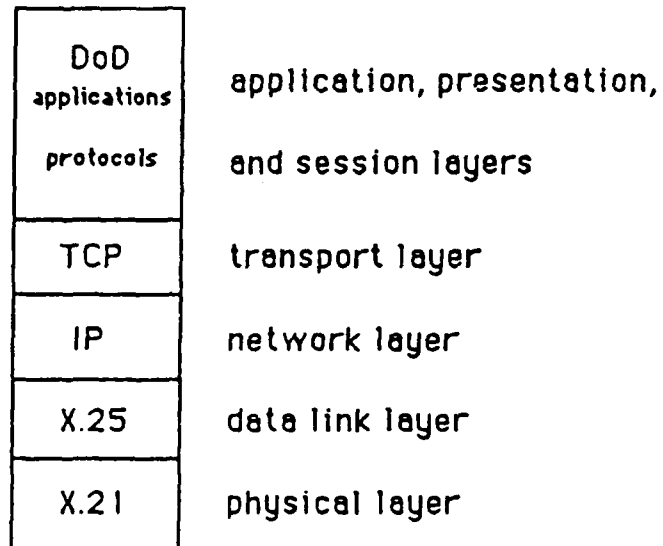 DoD
applications
protocols
application, presentation,
and session layers
TCP
transport layer
IP
network layer
X.25
data link layer
X.21
physical layer